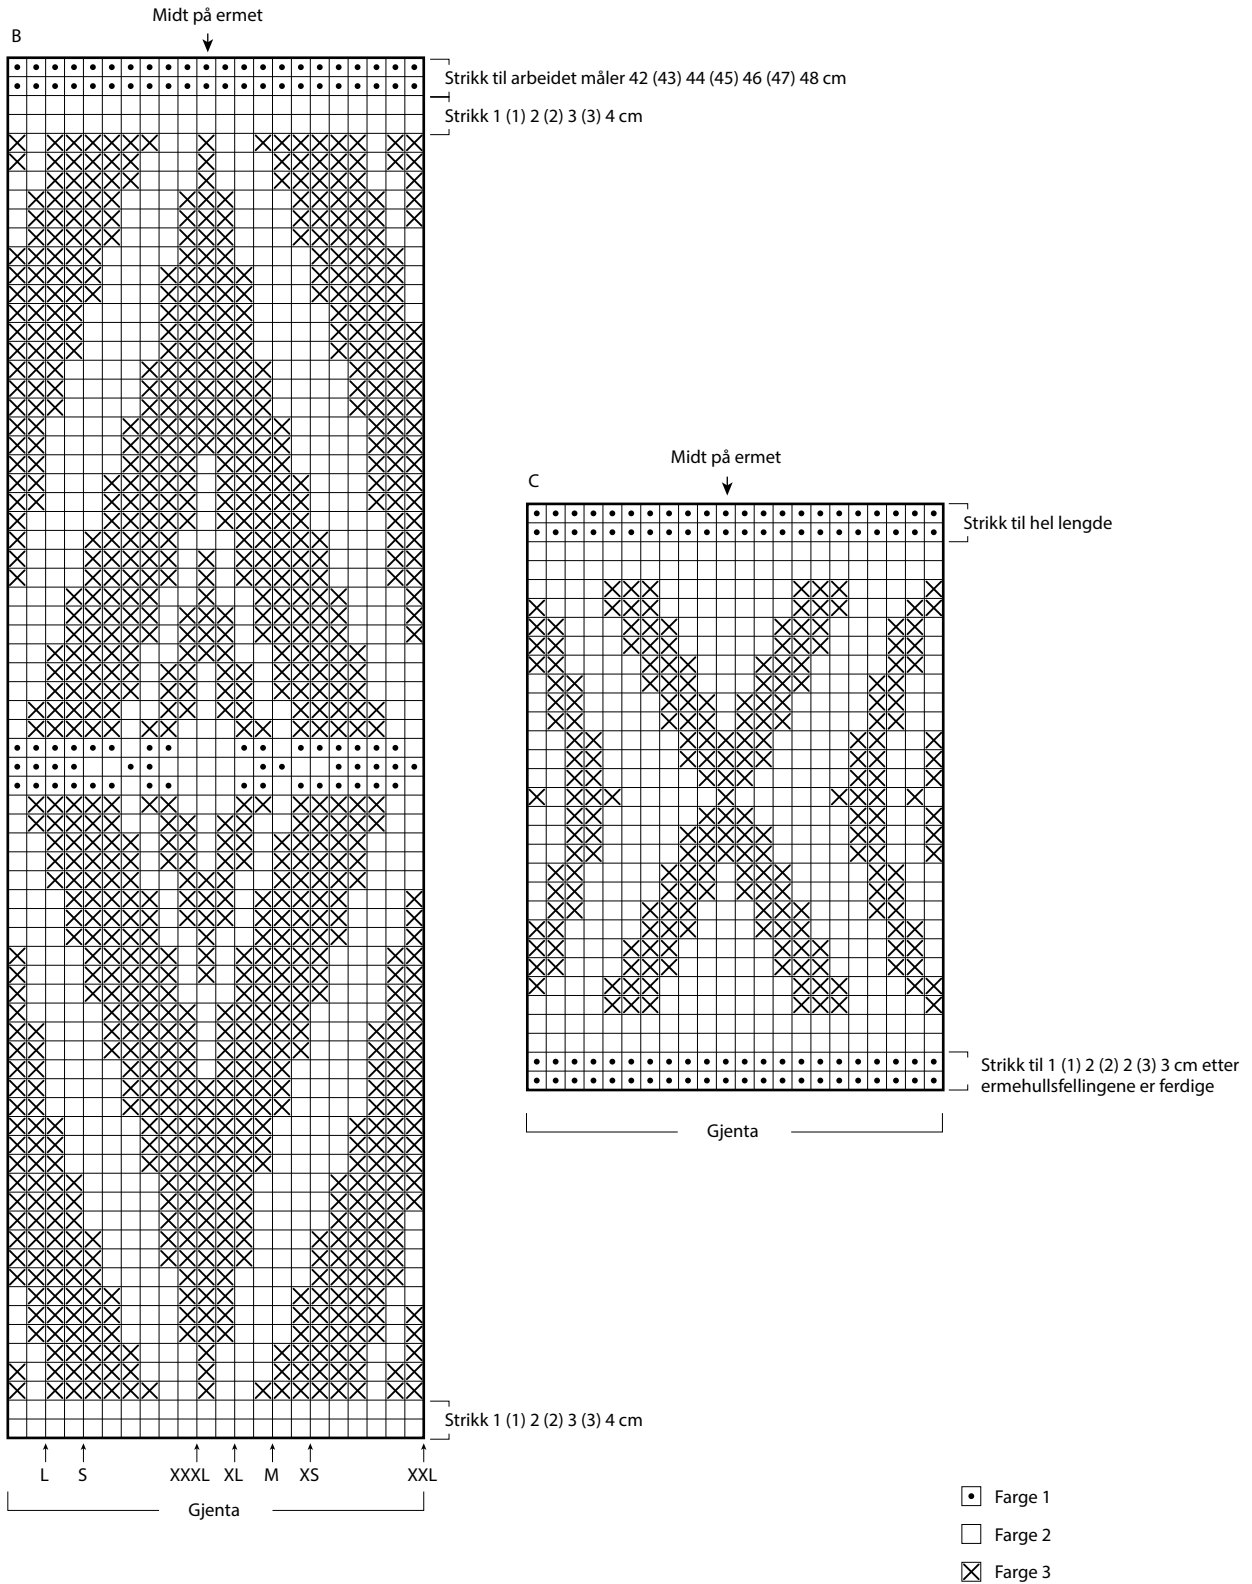 Midt på ermet
B
Strikk til arbeidet måler 42 (43) 44 (45) 46 (47) 48 cm
Strikk 1 (1) 2 (2) 3 (3) 4 cm
Midt på ermet
C
Strikk til hel lengde
Strikk til 1 (1) 2 (2) 2 (3) 3 cm etter
ermehullsfellingene er ferdige
Gjenta
Strikk 1 (1) 2 (2) 3 (3) 4 cm
L S XXXL XL M XS XXL
Gjenta
Farge 1
Farge 2
Farge 3